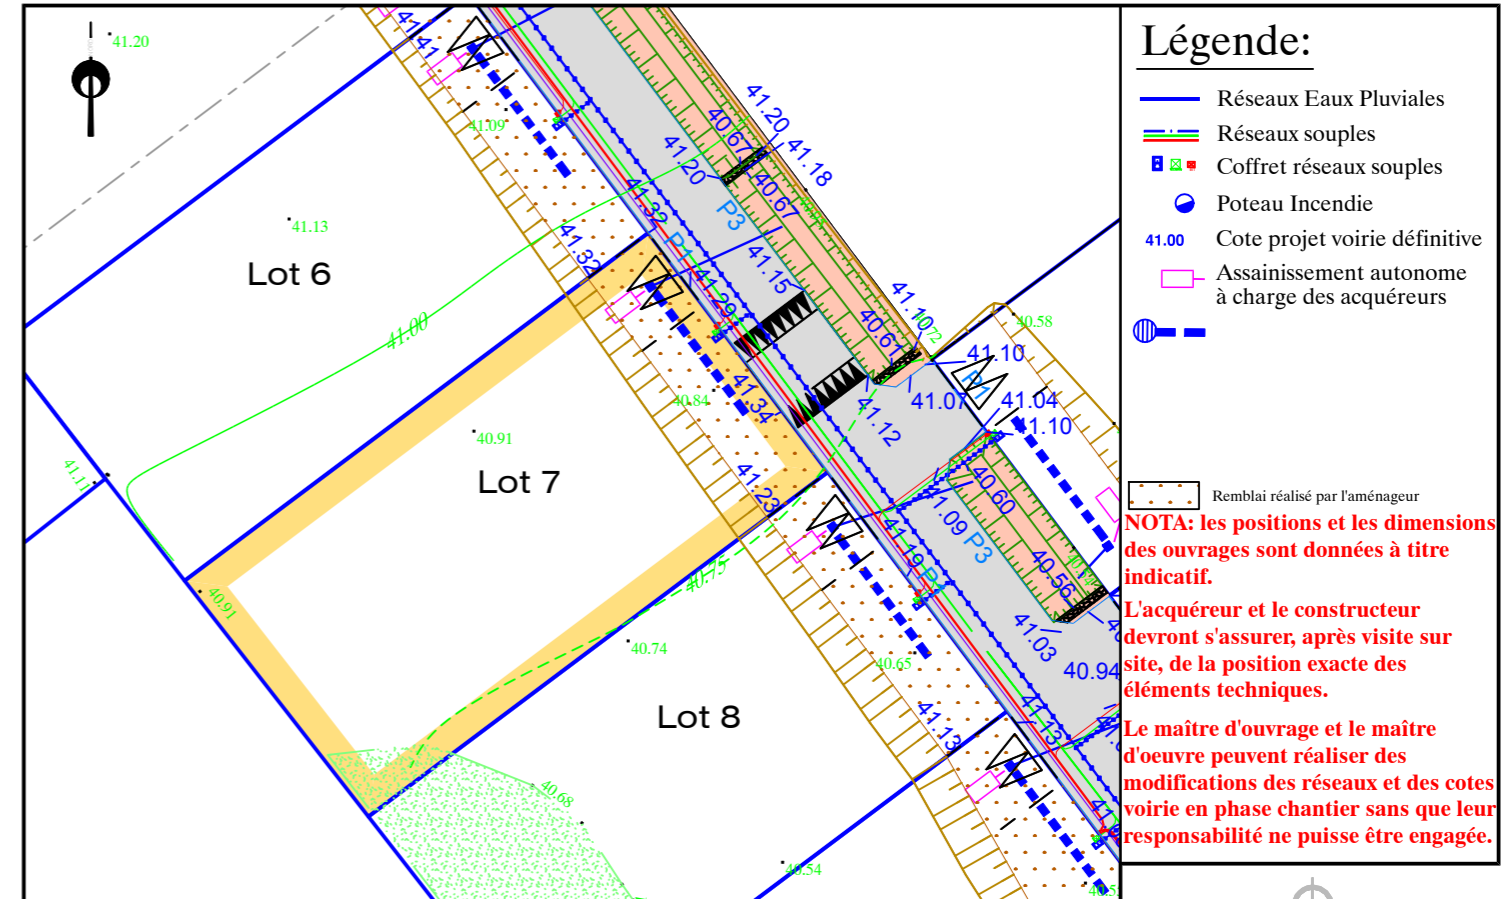 41.20
41.09
41.13
Lot 6
41.00
41.11
40.91
40.91
Lot 7
40.84
40.75
40.74
Lot 8
40.68
40.65
40.54
41
41
41.32
41.32
P1
41.29
41.34
41.23
41.20
40.67
41.20
41.18
40.67
P3
41.15
41.10
40.61
40.58
41.10
P1
41.07
41.04
41.10
41.12
40.60
41.09
P3
41.19
40.56
41.03
40.94
41.13
41.13
Légende:
Réseaux Eaux Pluviales
Réseaux souples
Coffret réseaux souples
Poteau Incendie
41.00 Cote projet voirie définitive
Assainissement autonome
à charge des acquéreurs
Remblai réalisé par l'aménageur
NOTA: les positions et les dimensions
des ouvrages sont données à titre
indicatif.
L'acquéreur et le constructeur
devront s'assurer, après visite sur
site, de la position exacte des
éléments techniques.
Le maître d'ouvrage et le maître
d'oeuvre peuvent réaliser des
modifications des réseaux et des cotes
voirie en phase chantier sans que leur
responsabilité ne puisse être engagée.